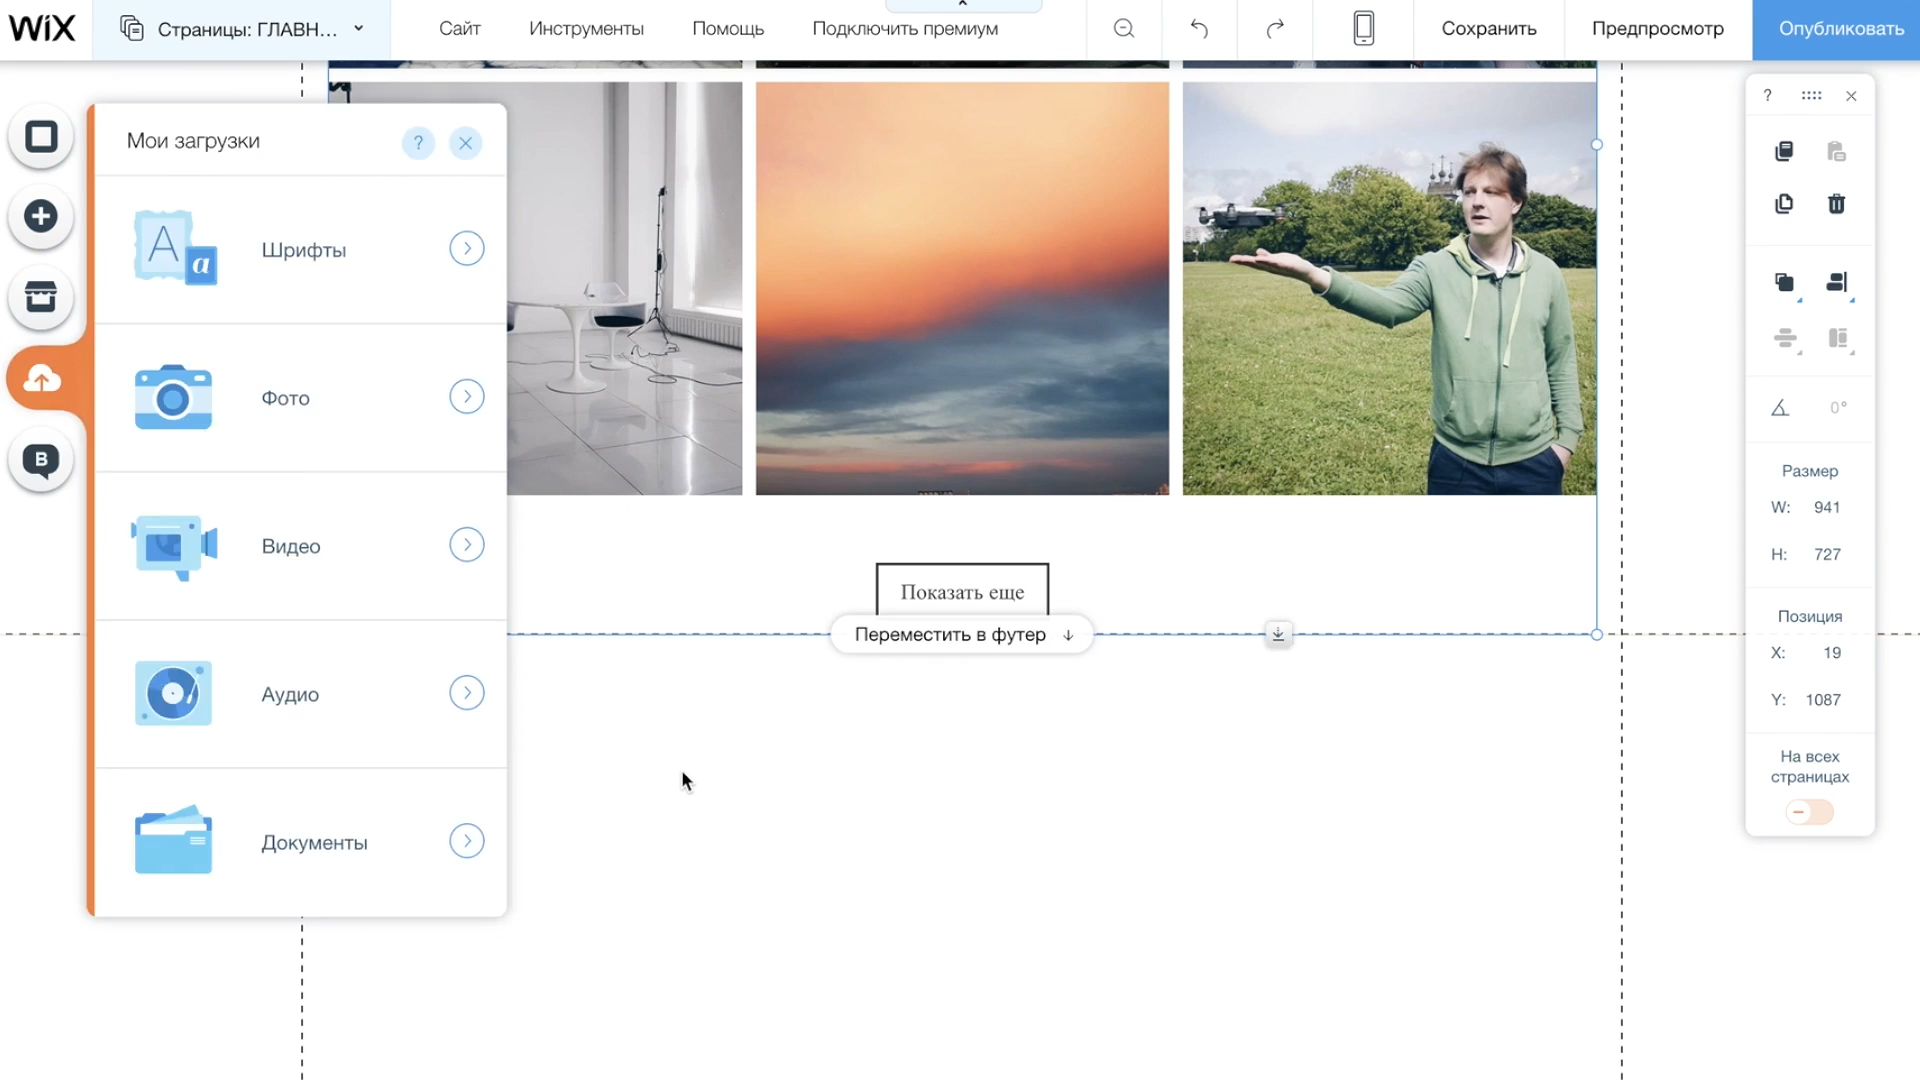 WiX
Страницы: ГЛАВН...
Сайт
Инструменты
Помощь
Подключить премиум
Сохранить
Предпросмотр
Опубликовать
Мои загрузки
?
Шрифты
A
a
Фото
Видео
Аудио
Документы
B
Показать еще
Переместить в футер
?
0°
Размер
W: 941
H: 727
Позиция
X: 19
Y: 1087
На всех
страницах